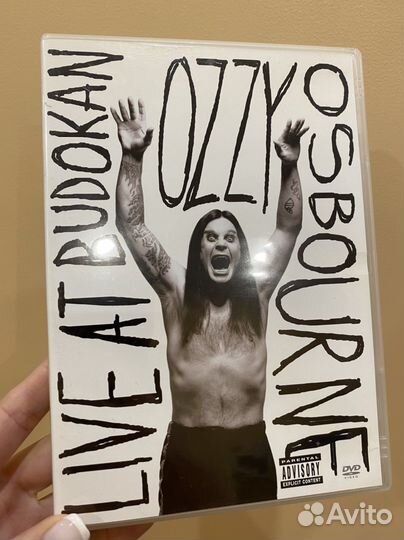 LIVE AT BUDOKAN
OZZY
OSBOURNE
PARENTAL
ADVISORY
EXPLICIT CONTENT
DVD
VIDEO
Avito